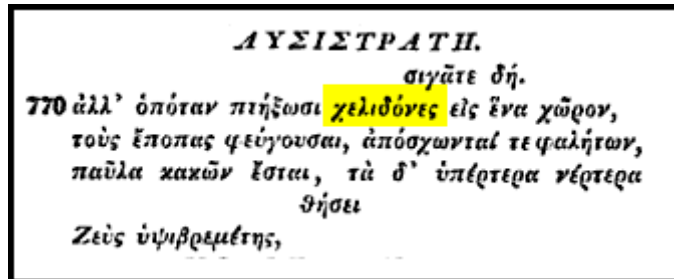 ΛΥΣΙΣΤΡΑΤΗ.
σιγᾶτε δή.
770 ἀλλ' ὁπόταν πτήξωσι χελιδόνες εἰς ἕνα χῶρον,
τοὺς ἔποπας φεύγουσαι, ἀπόσχωνταί τε φαλήτων,
παῦλα κακῶν ἔσται, τὰ δ' ὑπέρτερα νέρτερα
θήσει
Ζεὺς ὑψιβρεμέτης,